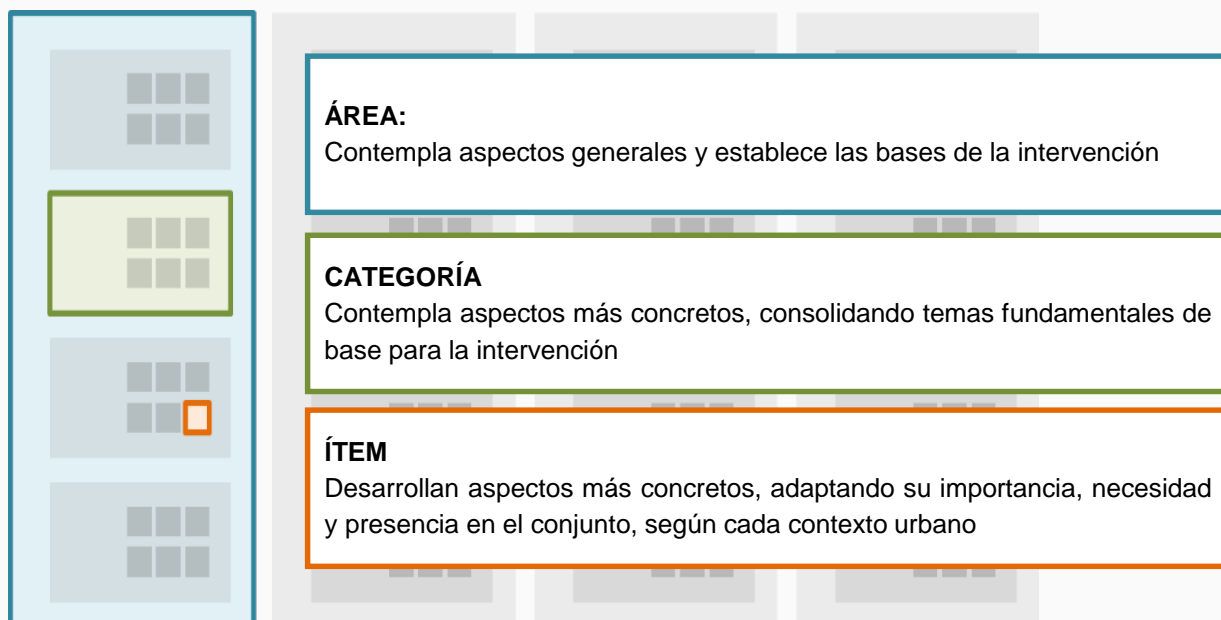 ÁREA:
Contempla aspectos generales y establece las bases de la intervención
CATEGORÍA
Contempla aspectos más concretos, consolidando temas fundamentales de
base para la intervención
ÍTEM
Desarrollan aspectos más concretos, adaptando su importancia, necesidad
y presencia en el conjunto, según cada contexto urbano